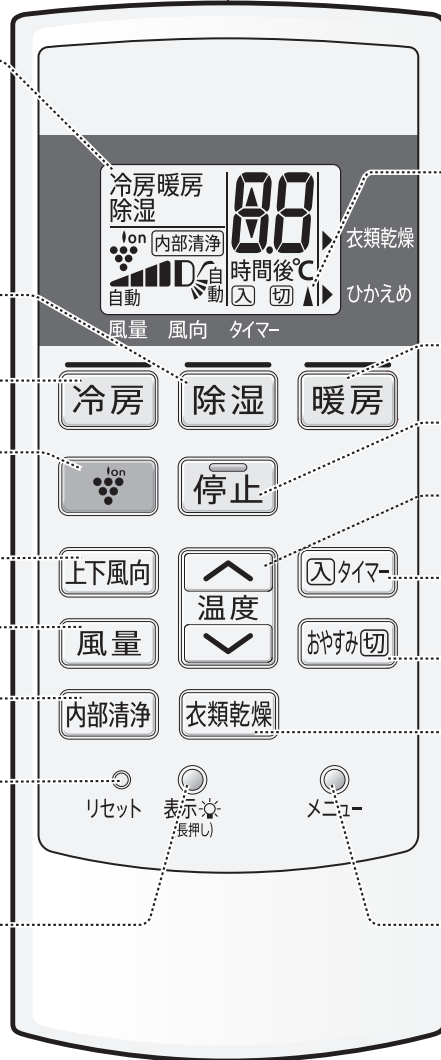 冷房暖房
除湿
ion 内部清浄
88
自動
自動
時間後℃
入 切
衣類乾燥
ひかえめ
風量 風向 タイマー
冷房 除湿 暖房
ion 停止
上下風向 温度 入タイマー
風量 おやすみ切
内部清浄 衣類乾燥
リセット 表示 メニュー
(長押し)